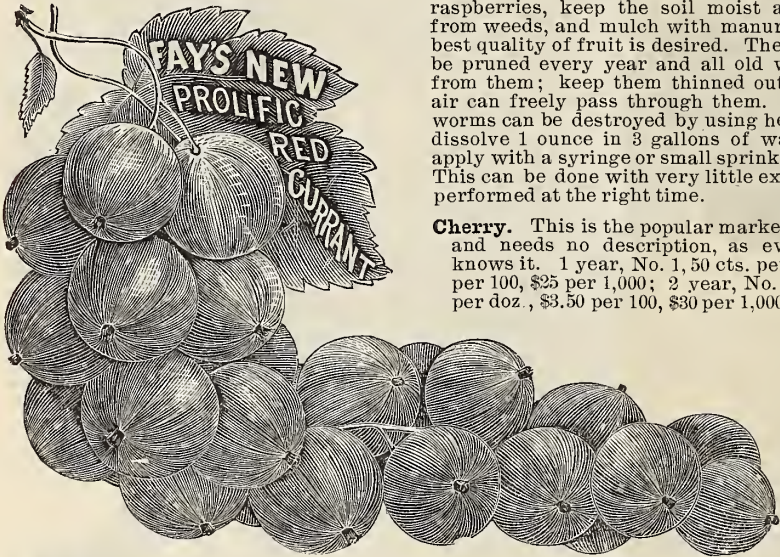 FAY'S NEW
PROLIFIC
RED
CURRANT
raspberries, keep the soil moist
from weeds, and mulch with manur
best quality of fruit is desired. The
be pruned every year and all old
from them; keep them thinned out
air can freely pass through them.
worms can be destroyed by using he
dissolve 1 ounce in 3 gallons of wa
apply with a syringe or small sprink
This can be done with very little ex
performed at the right time.
Cherry. This is the popular marke
and needs no description, as ev
knows it. 1 year, No. 1, 50 cts. pe
per 100, $25 per 1,000; 2 year, No.
per doz., $3.50 per 100, $30 per 1,000